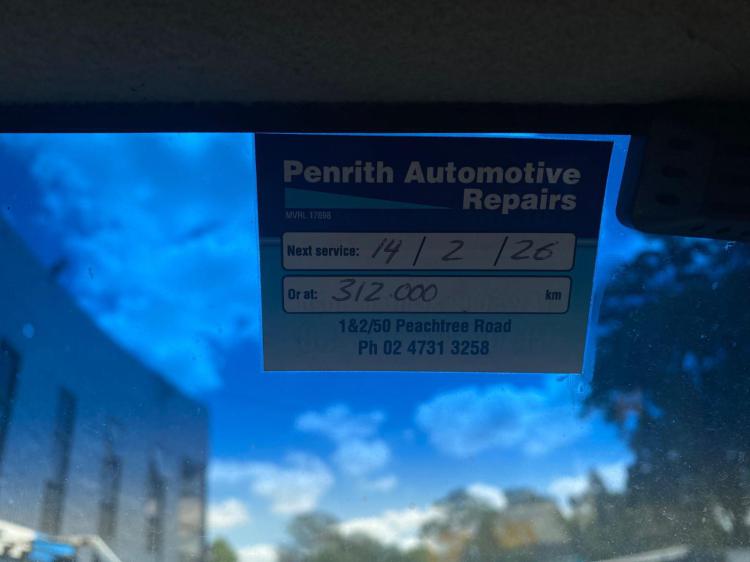 Penrith Automotive
Repairs
MVRL 17898
Next service: 14 / 2 / 26
Or at: 312.000 km
1&2/50 Peachtree Road
Ph 02 4731 3258